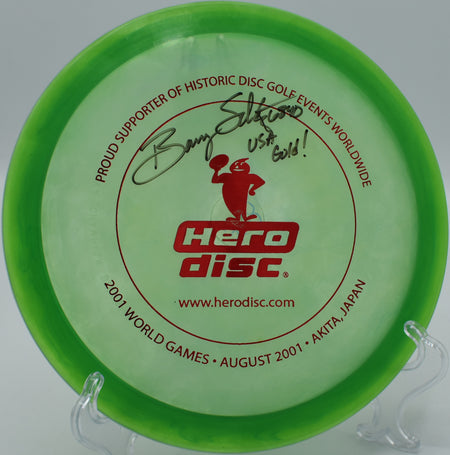 PROUD SUPPORTER OF HISTORIC DISC GOLF EVENTS WORLDWIDE
Barry
USA
Gold!
Hero
disc®
www.herodisc.com
2001 WORLD GAMES • AUGUST 2001 • AKITA, JAPAN